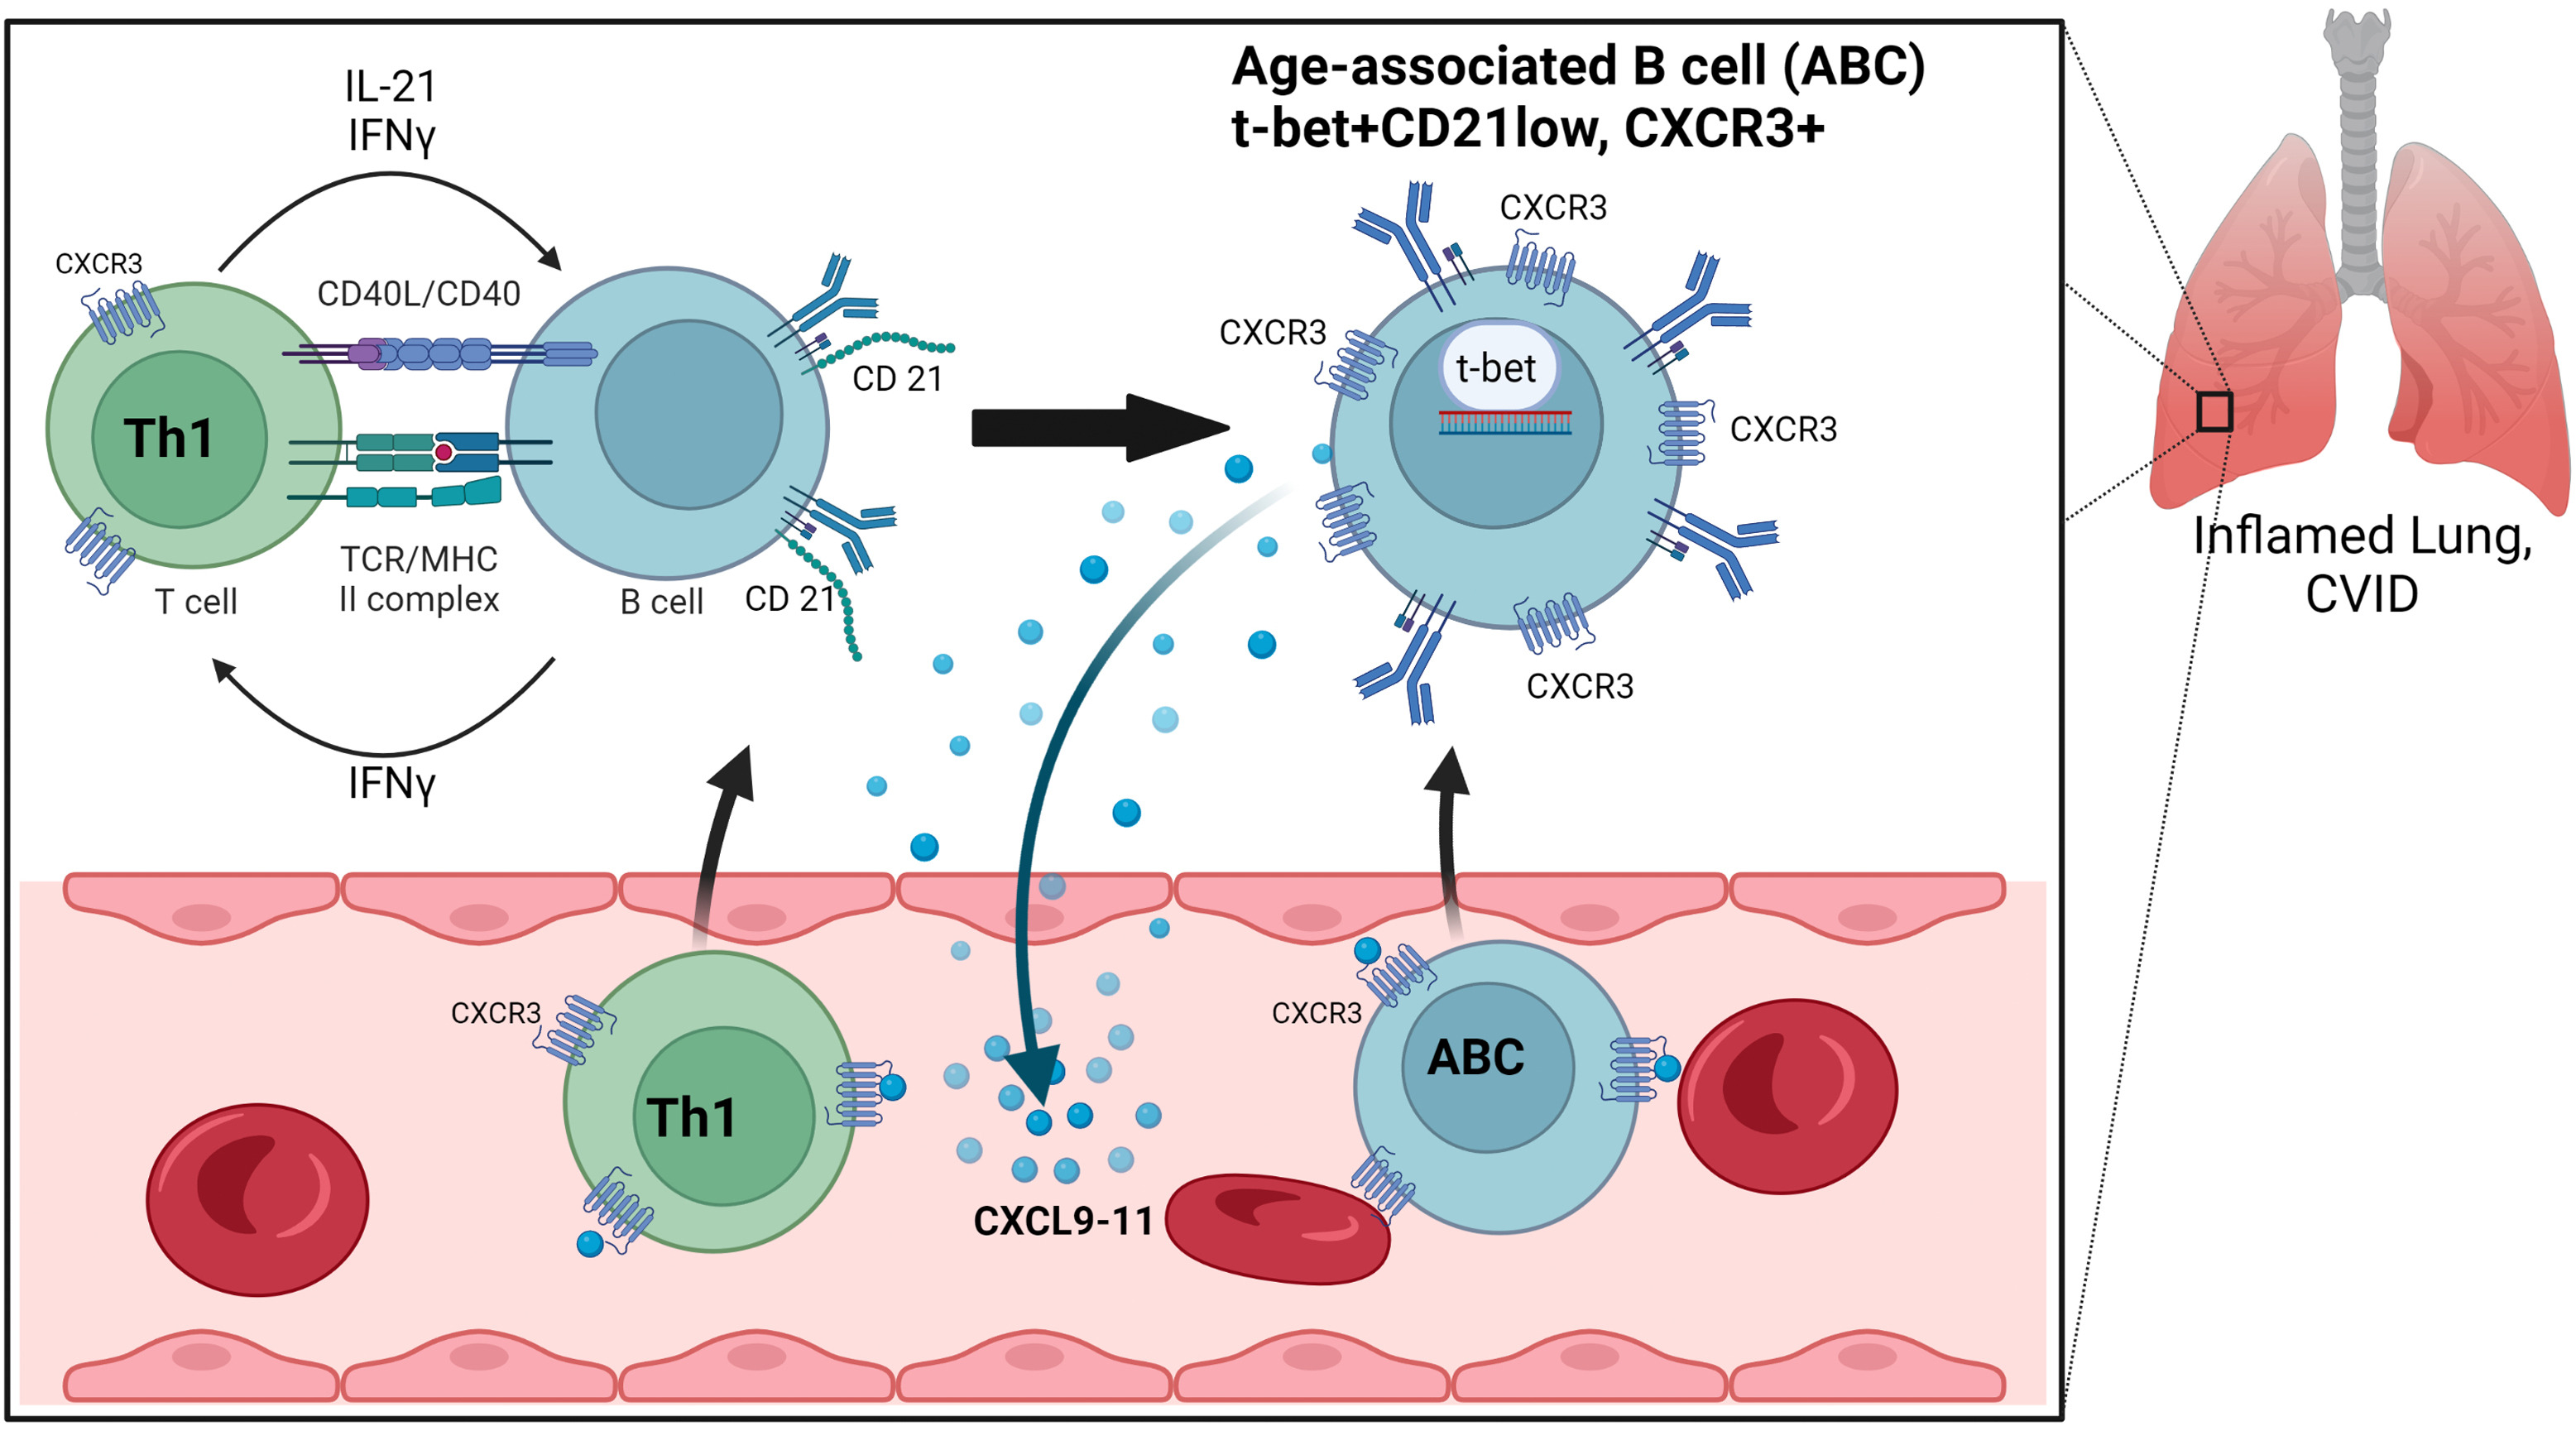 Age-associated B cell (ABC)
t-bet+CD21low, CXCR3+
IL-21
IFNγ
CXCR3
CD40L/CD40
Th1
CD 21
TCR/MHC
II complex
T cell
B cell
CD 21
IFNγ
CXCR3
CXCR3
t-bet
CXCR3
CXCR3
Inflamed Lung,
CVID
CXCR3
Th1
CXCL9-11
CXCR3
ABC